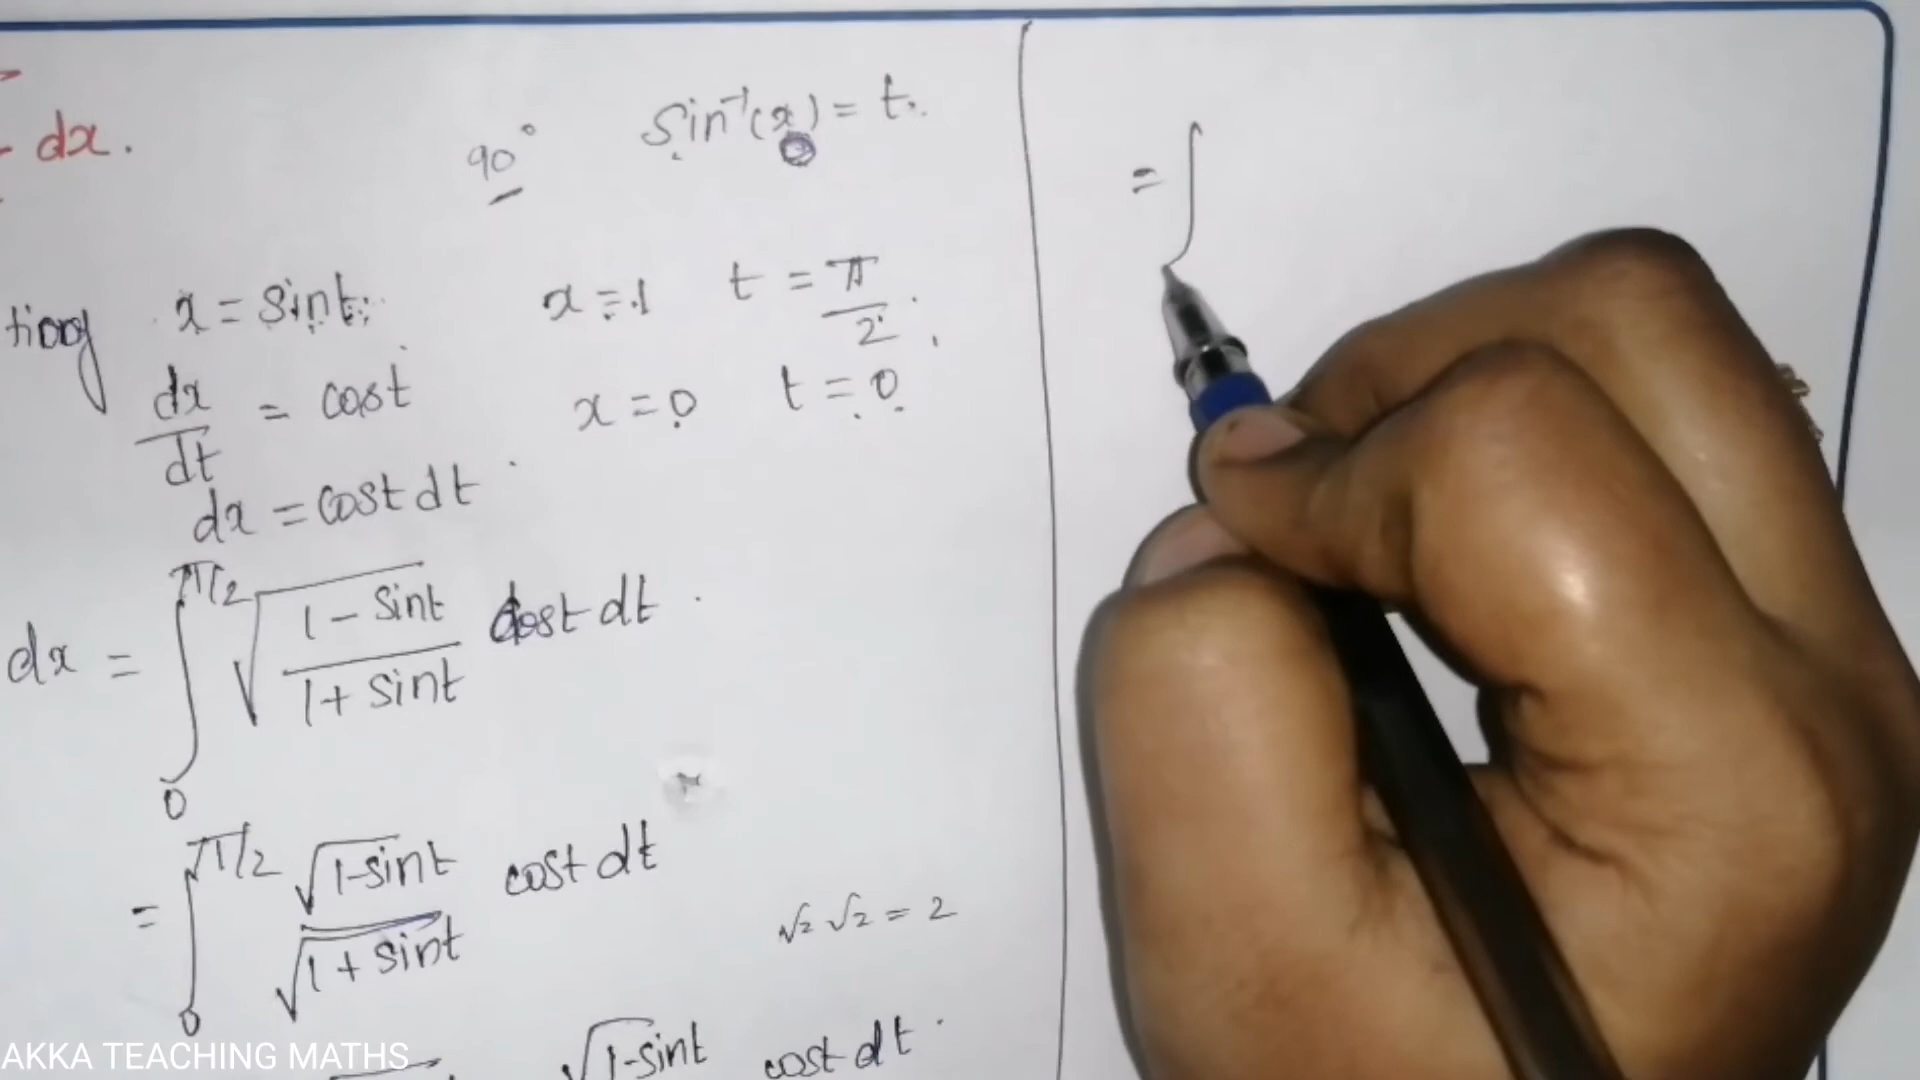 dx.
90°
sin⁻¹(x) = t.
x = sint
x = 1
t = π/2
dx/dt = cost
x = 0
t = 0
dx = cost dt
dx = ∫₀^{π/2} √((1 - sint)/(1 + sint)) cost dt
= ∫₀^{π/2} √(1-sint)/√(1 + sint) cost dt
√2 √2 = 2
√(1-sint) cost dt
= ∫
AKKA TEACHING MATHS